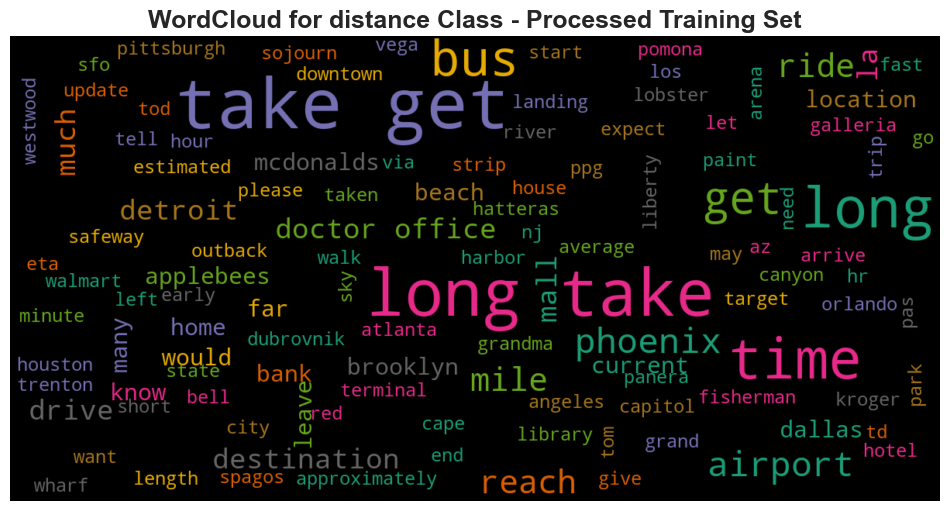 WordCloud for distance Class - Processed Training Set
pittsburgh
sojourn
vega
bus
start
pomona
ride
la
fast
sfo
downtown
los
westwood
update
tod
much
take get
landing
lobster
arena
location
river
expect
let
galleria
go
tell
hour
estimated
mcdonalds
via
strip
ppg
liberty
paint
trip
please
taken
beach
house
need
detroit
hatteras
get
long
doctor office
nj
safeway
outback
walk
harbor
average
may
az
arrive
eta
walmart
applebees
sky
long take
mall
canyon
hr
left
early
far
target
orlando
pas
minute
many
home
dubrovnik
atlanta
grandma
phoenix
time
would
state
houston
trenton
know
bell
bank
brooklyn
terminal
mile
current
panera
park
drive
short
leave
red
angeles
capitol
fisherman
kroger
city
cape
library
tom
grand
dallas
td
want
destination
end
airport
hotel
wharf
length
spagos
approximately
reach
give